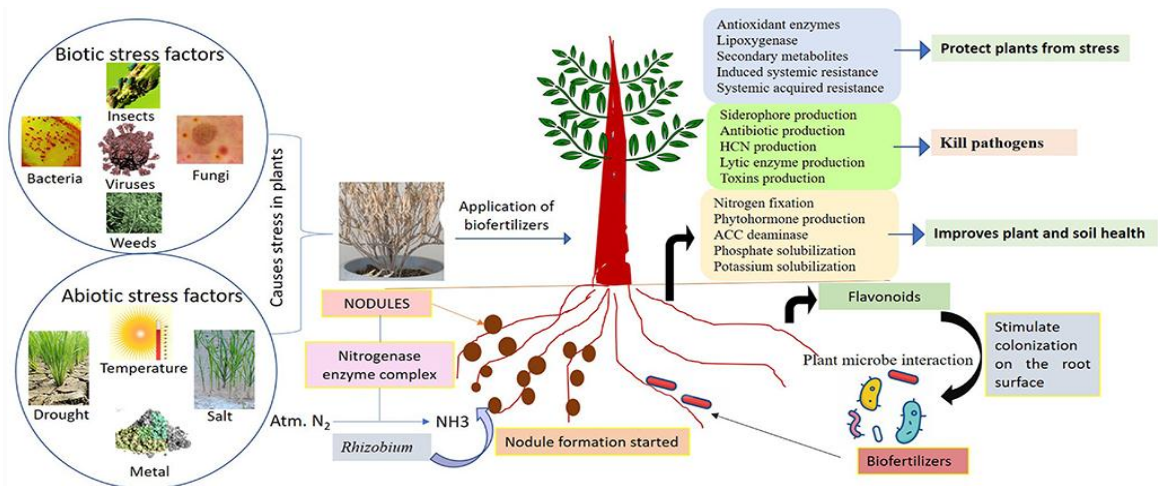 Biotic stress factors
Insects
Bacteria
Viruses
Fungi
Weeds
Abiotic stress factors
Temperature
Drought
Salt
Metal
Causes stress in plants
Application of
biofertilizers
NODULES
Nitrogenase
enzyme complex
Atm. N₂
NH3
Rhizobium
Nodule formation started
Antioxidant enzymes
Lipoxygenase
Secondary metabolites
Induced systemic resistance
Systemic acquired resistance
Protect plants from stress
Siderophore production
Antibiotic production
HCN production
Lytic enzyme production
Toxins production
Kill pathogens
Nitrogen fixation
Phytohormone production
ACC deaminase
Phosphate solubilization
Potassium solubilization
Improves plant and soil health
Flavonoids
Stimulate
colonization
on the root
surface
Plant microbe interaction
Biofertilizers